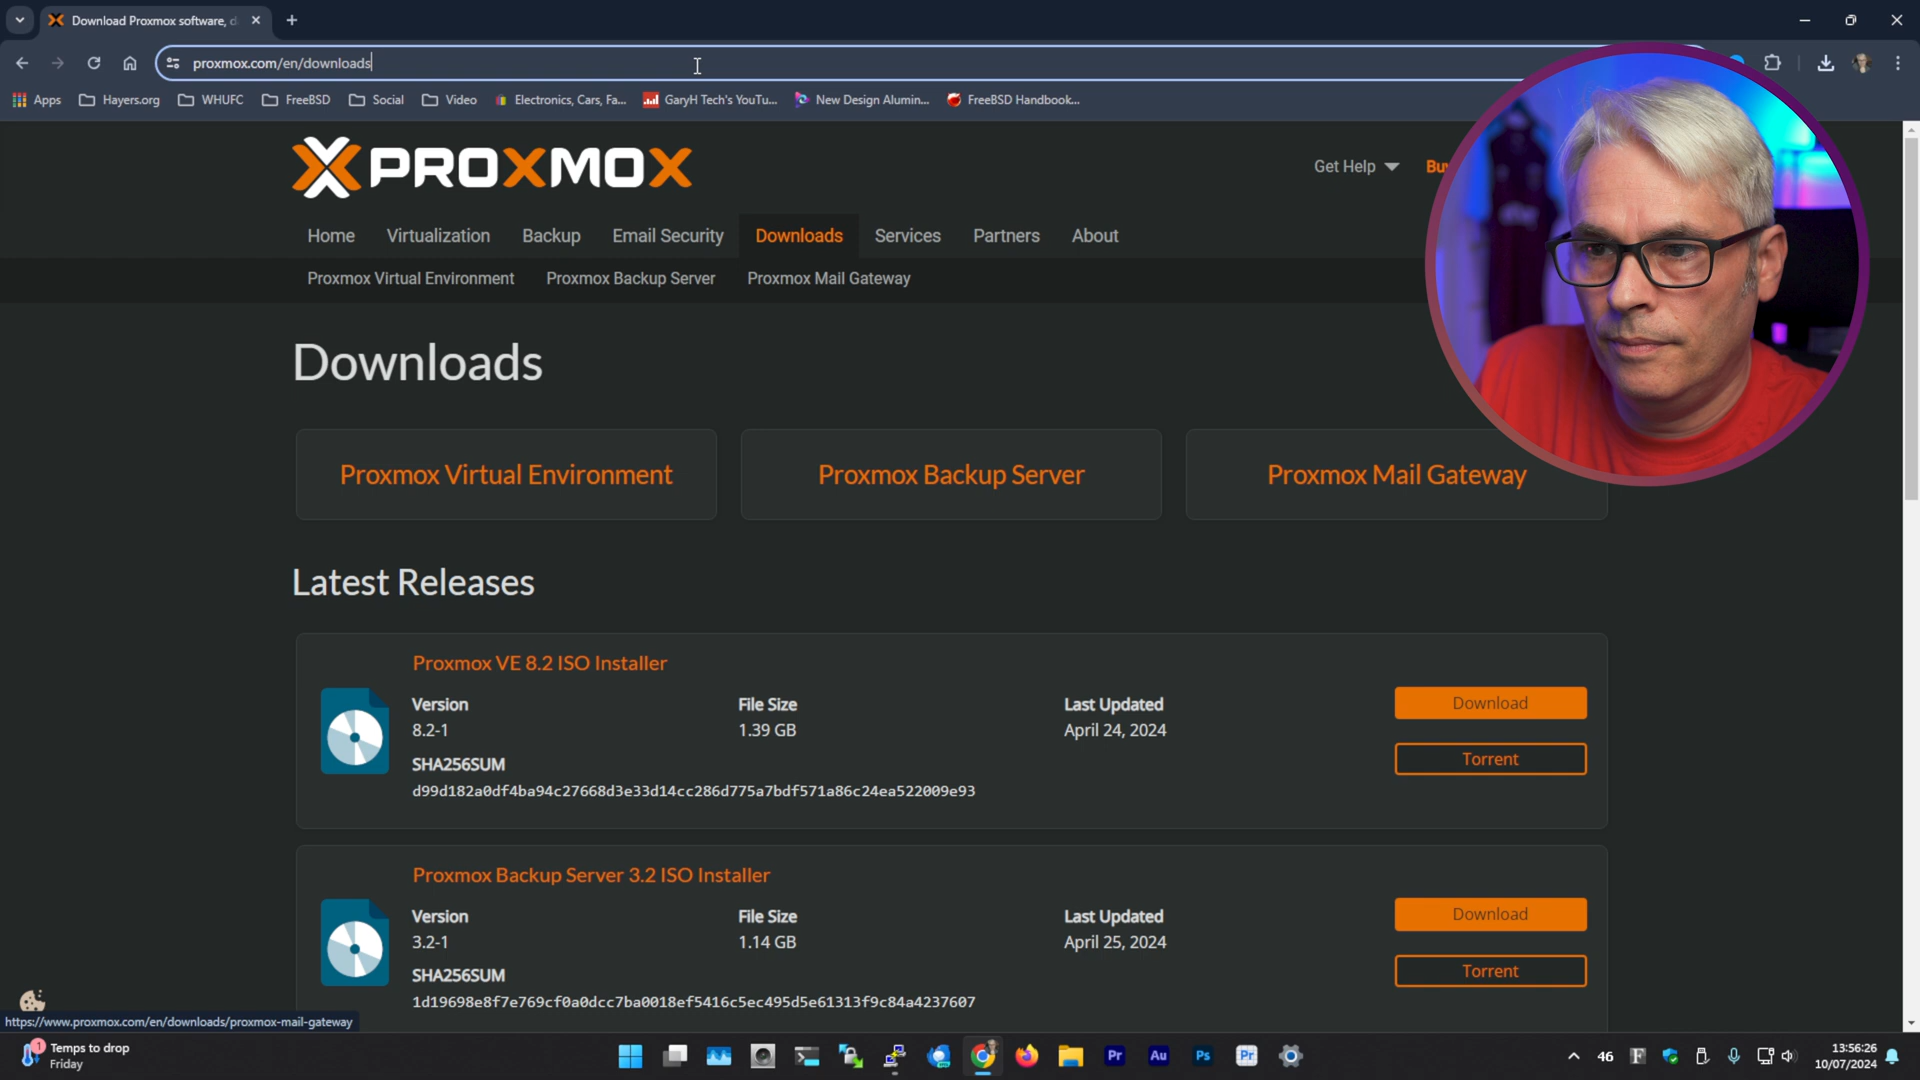 Download Proxmox software, d
proxmox.com/en/downloads
Apps
Hayers.org
WHUFC
FreeBSD
Social
Video
Electronics, Cars, Fa...
GaryH Tech's YouTu...
New Design Alumin...
FreeBSD Handbook...
PROXMOX
Get Help
Home
Virtualization
Backup
Email Security
Downloads
Services
Partners
About
Proxmox Virtual Environment
Proxmox Backup Server
Proxmox Mail Gateway
Downloads
Proxmox Virtual Environment
Proxmox Backup Server
Proxmox Mail Gateway
Latest Releases
Proxmox VE 8.2 ISO Installer
Version
File Size
Last Updated
Download
8.2-1
1.39 GB
April 24, 2024
Torrent
SHA256SUM
d99d182a0df4ba94c27668d3e33d14cc286d775a7bdf571a86c24ea522009e93
Proxmox Backup Server 3.2 ISO Installer
Version
File Size
Last Updated
Download
3.2-1
1.14 GB
April 25, 2024
Torrent
SHA256SUM
1d19698e8f7e769cf0a0dcc7ba0018ef5416c5ec495d5e61313f9c84a4237607
https://www.proxmox.com/en/downloads/proxmox-mail-gateway
1
Temps to drop
Friday
Pr
Au
Ps
Pr
46
F
13:56:26
10/07/2024